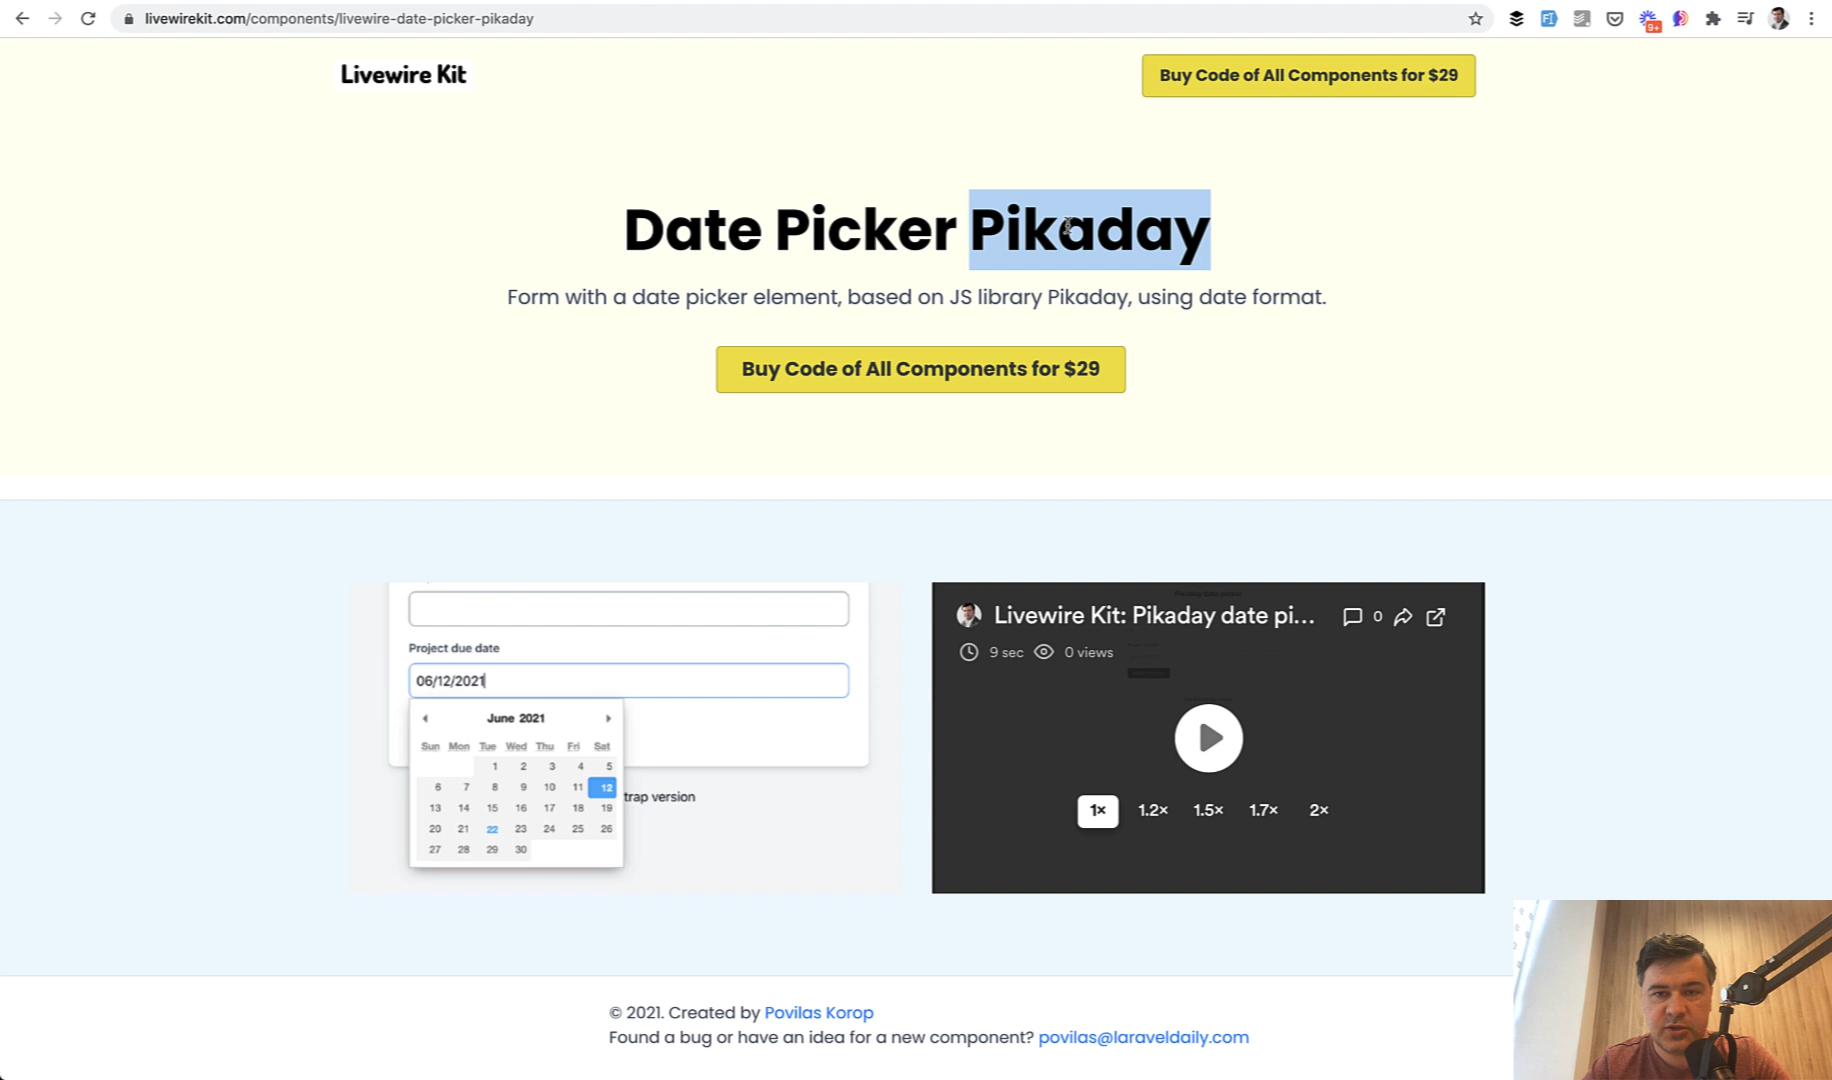 livewirekit.com/components/livewire-date-picker-pikaday
9+
Livewire Kit
Buy Code of All Components for $29
Date Picker Pikaday
Form with a date picker element, based on JS library Pikaday, using date format.
Buy Code of All Components for $29
Project due date
06/12/2021
June 2021
Sun Mon Tue Wed Thu Fri Sat
1 2 3 4 5
6 7 8 9 10 11 12
13 14 15 16 17 18 19
20 21 22 23 24 25 26
27 28 29 30
trap version
Livewire Kit: Pikaday date pi... 0
9 sec 0 views
1× 1.2× 1.5× 1.7× 2×
© 2021. Created by Povilas Korop
Found a bug or have an idea for a new component? povilas@laraveldaily.com